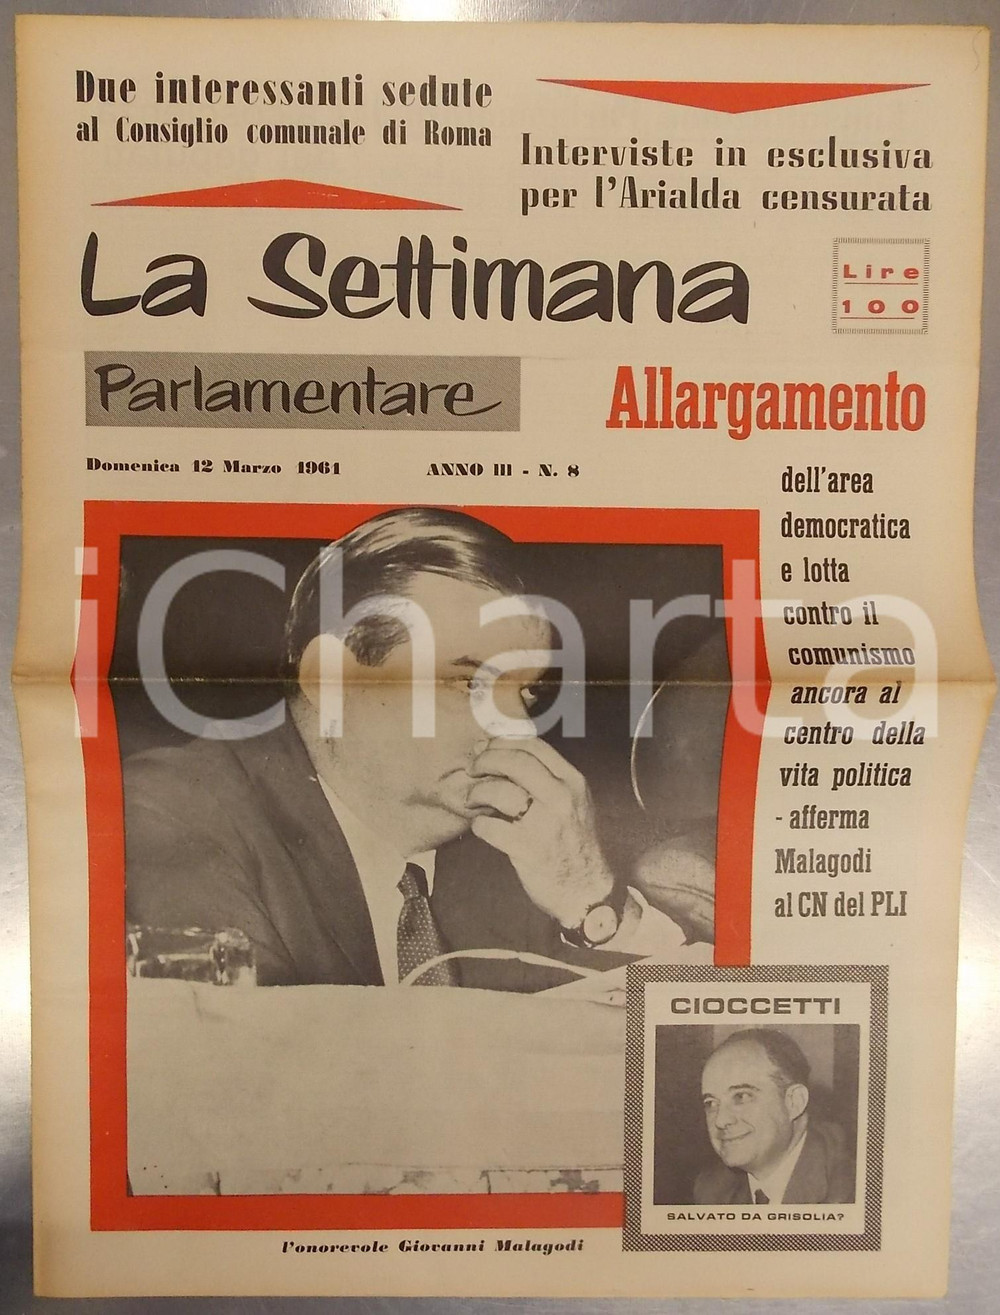 Due interessanti sedute
al Consiglio comunale di Roma
Interviste in esclusiva
per l'Arialda censurata
La Settimana
Lire
100
Parlamentare
Allargamento
Domenica 12 Marzo 1961
ANNO III - N. 8
dell'area
democratica
e lotta
contro il
comunismo
ancora al
centro della
vita politica
- afferma
Malagodi
al CN del PLI
iCharta
CIOCCETTI
SALVATO DA GRISOLIA?
l'onorevole Giovanni Malagodi